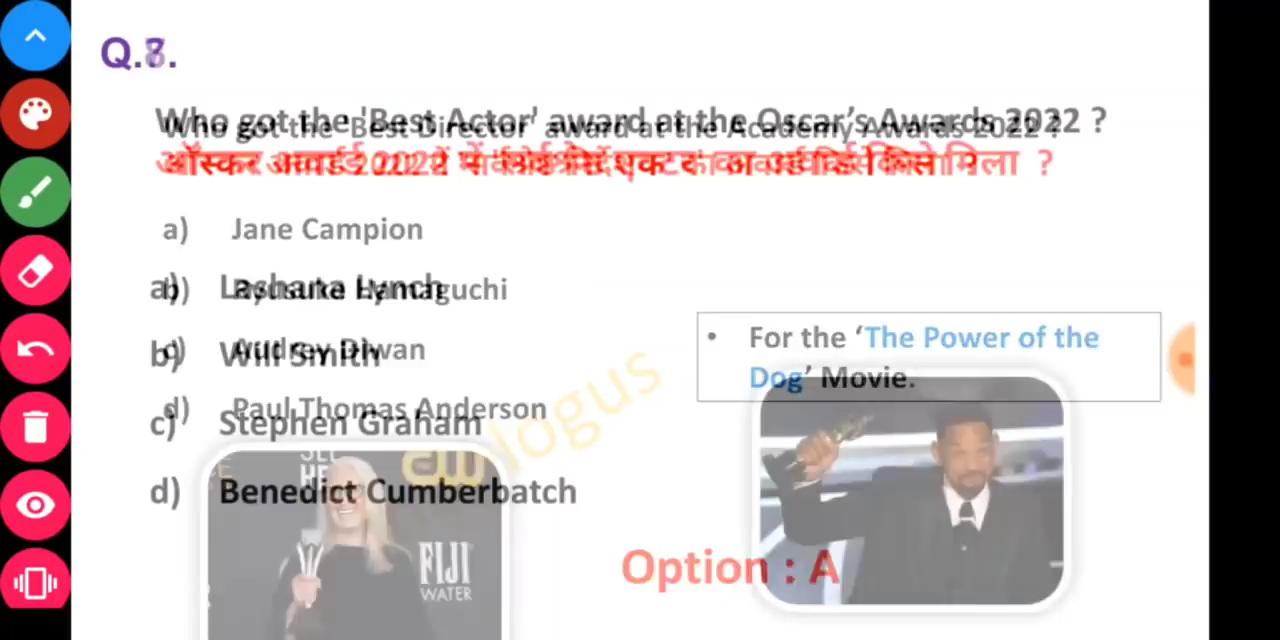 Q.
Who got the 'Best Actor' award at the Oscar's Awards 2022 ?
Who got the 'Best Director' award at the Academy Awards 2022 ?
a) Jane Campion
a) Lashana Lynch
b) Ryusuke Hamaguchi
b) Will Smith
c) Audrey Diwan
d) Paul Thomas Anderson
c) Stephen Graham
d) Benedict Cumberbatch
• For the ‘The Power of the
Dog’ Movie.
logus
FIJI
WATER
Option : A